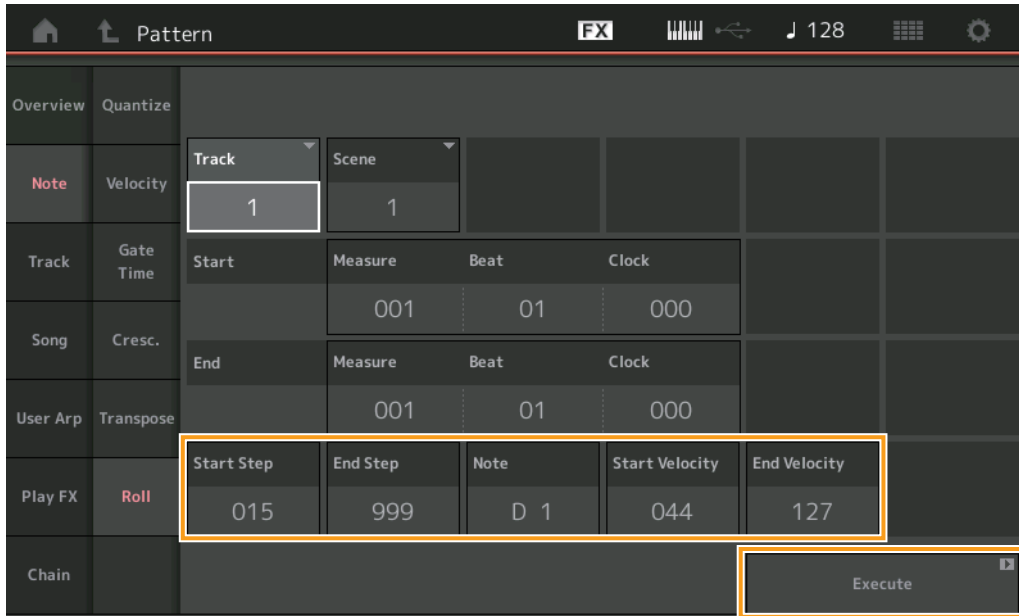 Pattern FX ♩ 128
Overview Quantize
Track Scene
Note Velocity
1 1
Track Gate Time Start Measure Beat Clock
001 01 000
Song Cresc.
End Measure Beat Clock
User Arp Transpose 001 01 000
Start Step End Step Note Start Velocity End Velocity
Play FX Roll
015 999 D 1 044 127
Chain Execute